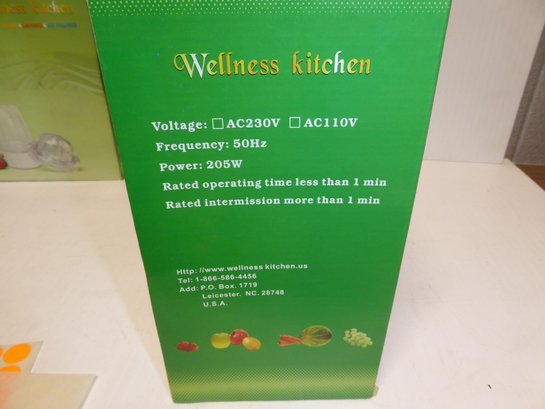 ness kitchen
Wellness kitchen
Voltage: □AC230V □AC110V
Frequency: 50Hz
Power: 205W
Rated operating time less than 1 min
Rated intermission more than 1 min
Http: //www.wellness kitchen.us
Tel: 1-866-586-4456
Add: P.O. Box. 1719
Leicester. NC. 28748
U.S.A.